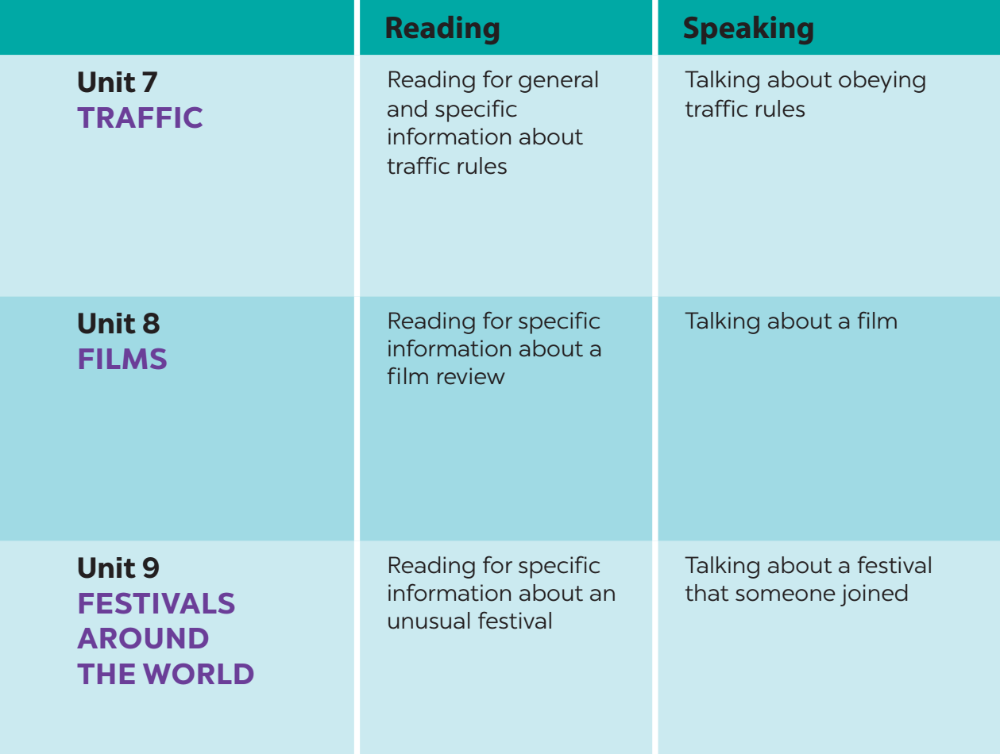 Reading
Speaking
Unit 7
TRAFFIC
Reading for general
and specific
information about
traffic rules
Talking about obeying
traffic rules
Unit 8
FILMS
Reading for specific
information about a
film review
Talking about a film
Unit 9
FESTIVALS
AROUND
THE WORLD
Reading for specific
information about an
unusual festival
Talking about a festival
that someone joined